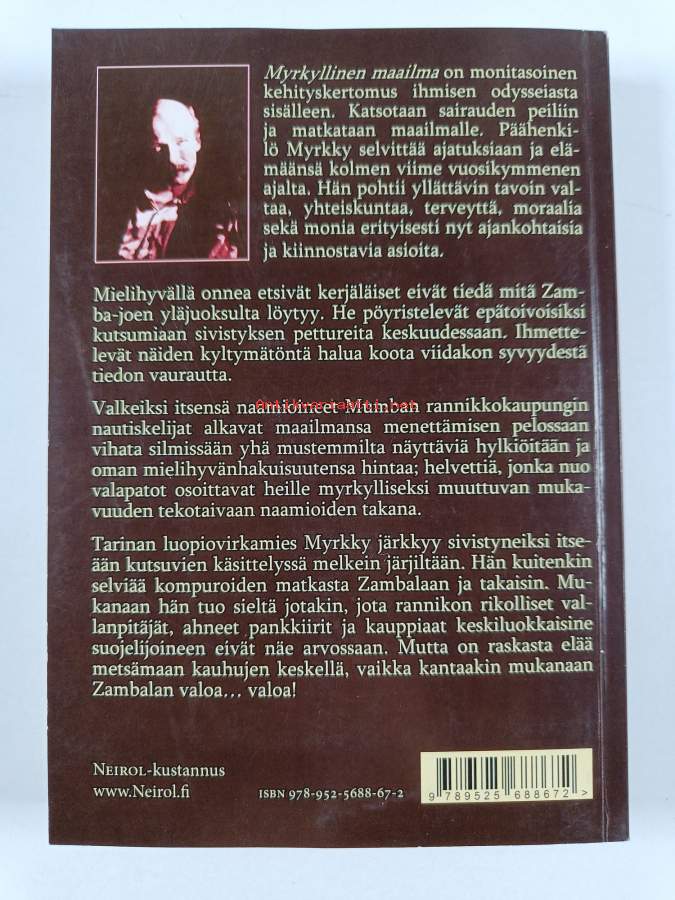 Myrkyllinen maailma on monitasoinen
kehityskertomus ihmisen odysseiasta
sisälleen. Katsotaan sairauden peiliin
ja matkataan maailmalle. Päähenki-
lö Myrkky selvittää ajatuksiaan ja elä-
määnsä kolmen viime vuosikymmenen
ajalta. Hän pohtii yllättävin tavoin val-
taa, yhteiskuntaa, terveyttä, moraalia
sekä monia erityisesti nyt ajankohtaisia
ja kiinnostavia asioita.
Mielihyvällä onnea etsivät kerjäläiset eivät tiedä mitä Zam-
ba-joen yläjuoksulta löytyy. He pöyristelevät epätoivoisiksi
kutsumiaan sivistyksen pettureita keskuudessaan. Ihmette-
levät näiden kyltymätöntä halua koota viidakon syvyydestä
tiedon vaurautta.
Antikvariaatti.net
Valkeiksi itsensä naamioineet Mumban rannikkokaupungin
nautiskelijat alkavat maailmansa menettämisen pelossaan
vihata silmissään yhä mustemmilta näyttäviä hylkiöitään ja
oman mielihyvänhakuisuutensa hintaa; helvettiä, jonka nuo
valapatot osoittavat heille myrkylliseksi muuttuvan muka-
vuuden tekotaivaan naamioiden takana.
Tarinan luopiovirkamies Myrkky järkkyy sivistyneiksi itse-
ään kutsuvien käsittelyssä melkein järjiltään. Hän kuitenkin
selviää kompuroiden matkasta Zambalaan ja takaisin. Mu-
kanaan hän tuo sieltä jotakin, jota rannikon rikolliset val-
lanpitäjät, ahneet pankkiirit ja kauppiaat keskiluokkaisine
suojelijoineen eivät näe arvossaan. Mutta on raskasta elää
metsämaan kauhujen keskellä, vaikka kantaakin mukanaan
Zambalan valoa... valoa!
NEIROL-kustannus
www.Neirol.fi
ISBN 978-952-5688-67-2
9 789525 688672 >